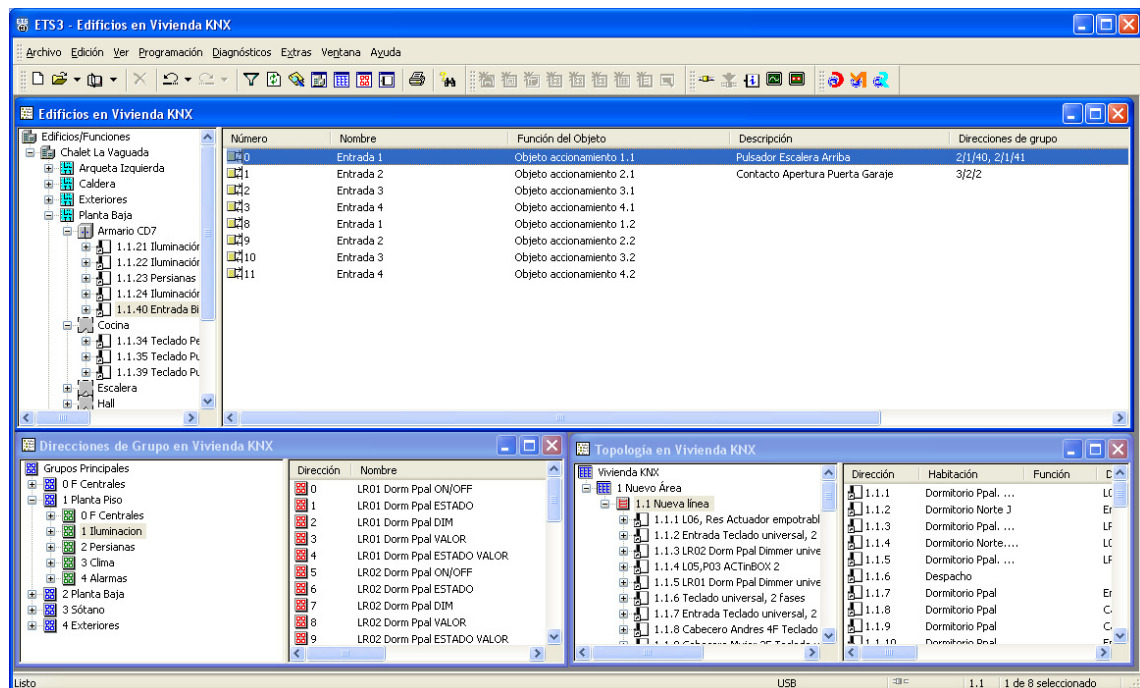 ETS3 - Edificios en Vivienda KNX
Archivo Edición Ver Programación Diagnósticos Extras Ventana Ayuda
Edificios en Vivienda KNX
Edificios/Funciones
Chalet La Vaguada
Arqueta Izquierda
Caldera
Exteriores
Planta Baja
Armario CD7
1.1.21 Iluminación
1.1.22 Iluminación
1.1.23 Persianas
1.1.24 Iluminación
1.1.40 Entrada Bi
Cocina
1.1.34 Teclado Pe
1.1.35 Teclado Pu
1.1.39 Teclado Pu
Escalera
Hall
Número Nombre Función del Objeto Descripción Direcciones de grupo
0 Entrada 1 Objeto accionamiento 1.1 Pulsador Escalera Arriba 2/1/40, 2/1/41
1 Entrada 2 Objeto accionamiento 2.1 Contacto Apertura Puerta Garaje 3/2/2
2 Entrada 3 Objeto accionamiento 3.1
3 Entrada 4 Objeto accionamiento 4.1
8 Entrada 1 Objeto accionamiento 1.2
9 Entrada 2 Objeto accionamiento 2.2
10 Entrada 3 Objeto accionamiento 3.2
11 Entrada 4 Objeto accionamiento 4.2
Direcciones de Grupo en Vivienda KNX
Grupos Principales
0 F Centrales
1 Planta Piso
0 F Centrales
1 Iluminacion
2 Persianas
3 Clima
4 Alarmas
2 Planta Baja
3 Sótano
4 Exteriores
Dirección Nombre
0 LR01 Dorm Ppal ON/OFF
1 LR01 Dorm Ppal ESTADO
2 LR01 Dorm Ppal DIM
3 LR01 Dorm Ppal VALOR
4 LR01 Dorm Ppal ESTADO VALOR
5 LR02 Dorm Ppal ON/OFF
6 LR02 Dorm Ppal ESTADO
7 LR02 Dorm Ppal DIM
8 LR02 Dorm Ppal VALOR
9 LR02 Dorm Ppal ESTADO VALOR
Topología en Vivienda KNX
Vivienda KNX
1 Nuevo Área
1.1 Nueva línea
1.1.1 L06, Res Actuador empotrabl
1.1.2 Entrada Teclado universal, 2
1.1.3 LR02 Dorm Ppal Dimmer unive
1.1.4 L05,P03 ACTinBOX 2
1.1.5 LR01 Dorm Ppal Dimmer unive
1.1.6 Teclado universal, 2 fases
1.1.7 Entrada Teclado universal, 2
1.1.8 Cabecero Andres 4F Teclado
Dirección Habitación Función
1.1.1 Dormitorio Ppal. ...
1.1.2 Dormitorio Norte J
1.1.3 Dormitorio Ppal. ...
1.1.4 Dormitorio Norte....
1.1.5 Dormitorio Ppal. ...
1.1.6 Despacho
1.1.7 Dormitorio Ppal
1.1.8 Dormitorio Ppal
1.1.9 Dormitorio Ppal
1.1.10 Dormitorio Ppal
Listo USB 1.1 1 de 8 seleccionado